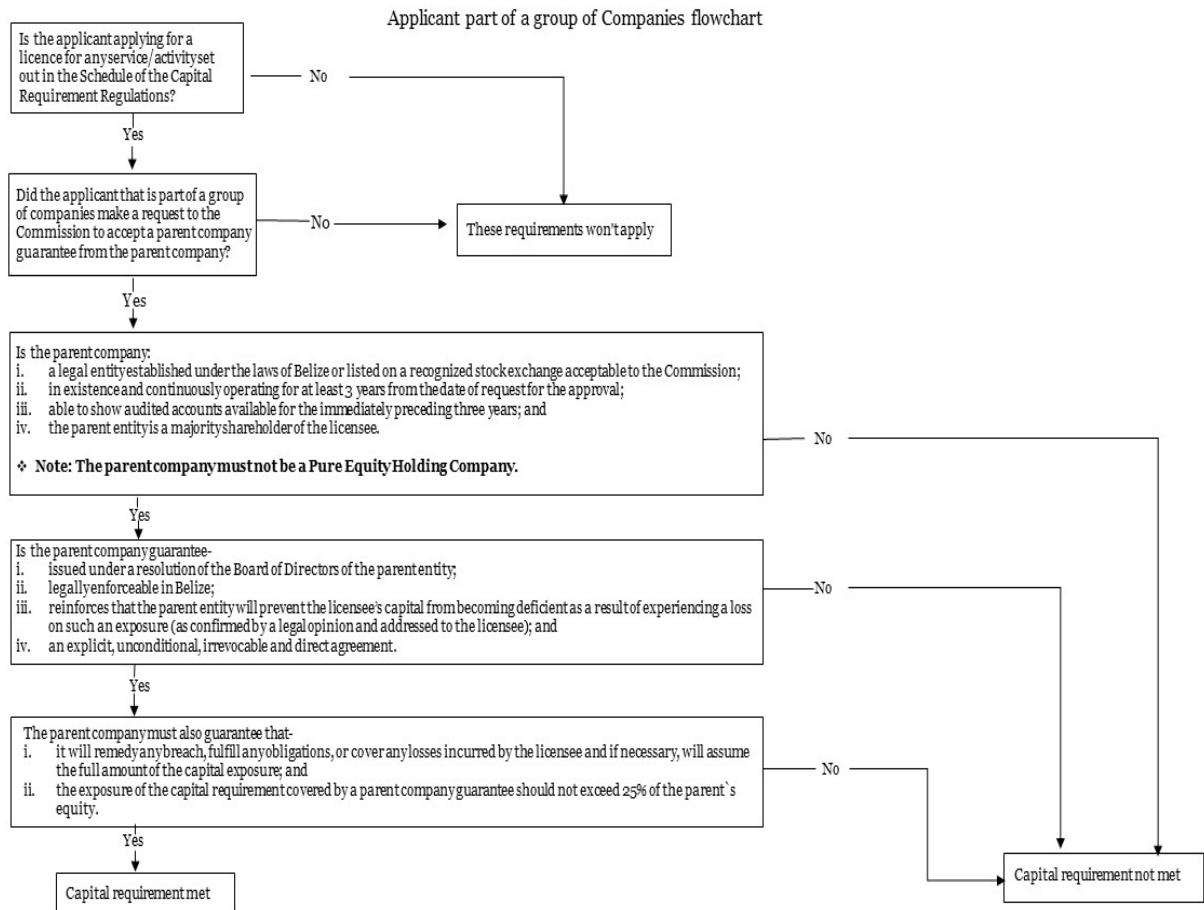 Applicant part of a group of Companies flowchart
Is the applicant applying for a
licence for any service/activity set
out in the Schedule of the Capital
Requirement Regulations?
No
Yes
Did the applicant that is part of a group
of companies make a request to the
Commission to accept a parent company
guarantee from the parent company?
No
These requirements won't apply
Yes
Is the parent company:
i. a legal entity established under the laws of Belize or listed on a recognized stock exchange acceptable to the Commission;
ii. in existence and continuously operating for at least 3 years from the date of request for the approval;
iii. able to show audited accounts available for the immediately preceding three years; and
iv. the parent entity is a majority shareholder of the licensee.
❖ Note: The parent company must not be a Pure Equity Holding Company.
No
Yes
Is the parent company guarantee-
i. issued under a resolution of the Board of Directors of the parent entity;
ii. legally enforceable in Belize;
iii. reinforces that the parent entity will prevent the licensee's capital from becoming deficient as a result of experiencing a loss
on such an exposure (as confirmed by a legal opinion and addressed to the licensee); and
iv. an explicit, unconditional, irrevocable and direct agreement.
No
Yes
The parent company must also guarantee that-
i. it will remedy any breach, fulfill any obligations, or cover any losses incurred by the licensee and if necessary, will assume
the full amount of the capital exposure; and
ii. the exposure of the capital requirement covered by a parent company guarantee should not exceed 25% of the parent`s
equity.
No
Yes
Capital requirement met
Capital requirement not met